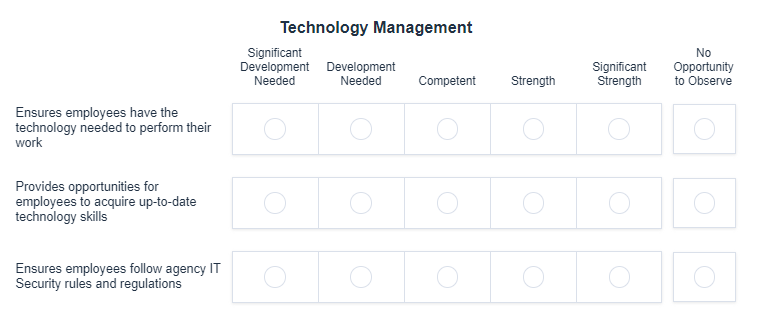 Technology Management
Significant Development Needed
Development Needed
Competent
Strength
Significant Strength
No Opportunity to Observe
Ensures employees have the
technology needed to perform their
work
Provides opportunities for
employees to acquire up-to-date
technology skills
Ensures employees follow agency IT
Security rules and regulations